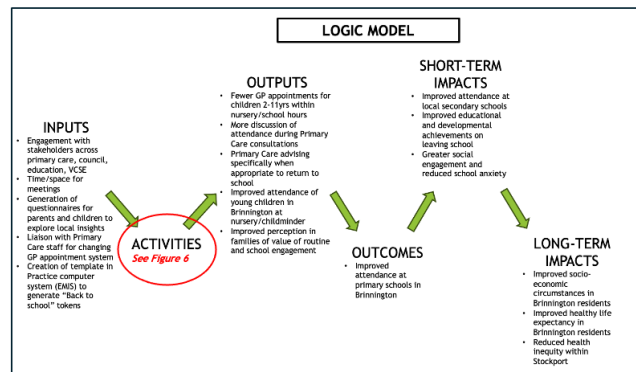 LOGIC MODEL
INPUTS
• Engagement with
stakeholders across
primary care, council,
education, VCSE
• Time/space for
meetings
• Generation of
questionnaires for
parents and children to
explore local insights
• Liaison with Primary
Care staff for changing
GP appointment system
• Creation of template in
Practice computer
system (EMIS) to
generate "Back to
school" tokens
ACTIVITIES
See Figure 6
OUTPUTS
• Fewer GP appointments for
children 2-11yrs within
nursery/school hours
• More discussion of
attendance during Primary
Care consultations
• Primary Care advising
specifically when
appropriate to return to
school
• Improved attendance of
young children in
Brinnington at
nursery/childminder
• Improved perception in
families of value of routine
and school engagement
OUTCOMES
• Improved
attendance at
primary schools in
Brinnington
SHORT-TERM
IMPACTS
• Improved attendance at
local secondary schools
• Improved educational
and developmental
achievements on
leaving school
• Greater social
engagement and
reduced school anxiety
LONG-TERM
IMPACTS
• Improved socio-
economic
circumstances in
Brinnington residents
• Improved healthy life
expectancy in
Brinnington residents
• Reduced health
inequity within
Stockport